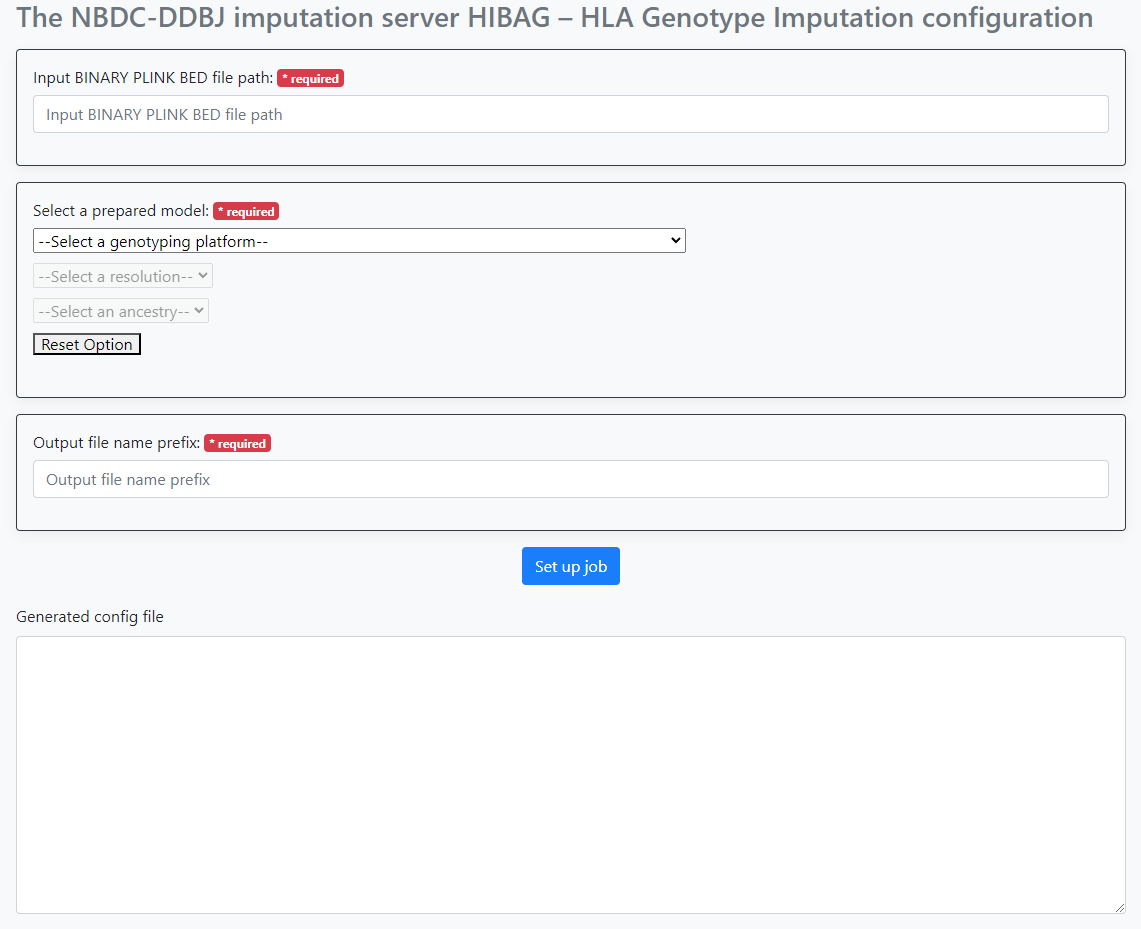 The NBDC-DDBJ imputation server HIBAG – HLA Genotype Imputation configuration
Input BINARY PLINK BED file path: * required
Input BINARY PLINK BED file path
Select a prepared model: * required
--Select a genotyping platform--
--Select a resolution--
--Select an ancestry--
Reset Option
Output file name prefix: * required
Output file name prefix
Set up job
Generated config file